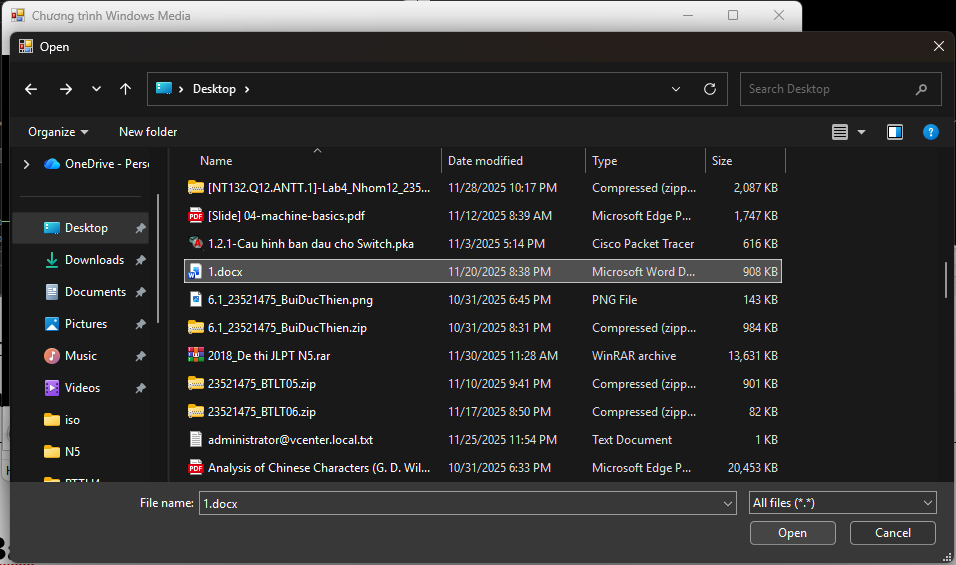 Chương trình Windows Media
Open
Desktop
Search Desktop
Organize
New folder
Name Date modified Type Size
OneDrive - Perso
Desktop
Downloads
Documents
Pictures
Music
Videos
iso
N5
[NT132.Q12.ANTT.1]-Lab4_Nhom12_235... 11/28/2025 10:17 PM Compressed (zipp... 2,087 KB
[Slide] 04-machine-basics.pdf 11/12/2025 8:39 AM Microsoft Edge P... 1,747 KB
1.2.1-Cau hinh ban dau cho Switch.pka 11/3/2025 5:14 PM Cisco Packet Tracer 616 KB
1.docx 11/20/2025 8:38 PM Microsoft Word D... 908 KB
6.1_23521475_BuiDucThien.png 10/31/2025 6:45 PM PNG File 143 KB
6.1_23521475_BuiDucThien.zip 10/31/2025 8:31 PM Compressed (zipp... 984 KB
2018_De thi JLPT N5.rar 11/30/2025 11:28 AM WinRAR archive 13,631 KB
23521475_BTLT05.zip 11/10/2025 9:41 PM Compressed (zipp... 901 KB
23521475_BTLT06.zip 11/17/2025 8:50 PM Compressed (zipp... 82 KB
administrator@vcenter.local.txt 11/25/2025 11:54 PM Text Document 1 KB
Analysis of Chinese Characters (G. D. Wil... 10/31/2025 6:33 PM Microsoft Edge P... 20,453 KB
File name: 1.docx All files (*.*)
Open Cancel